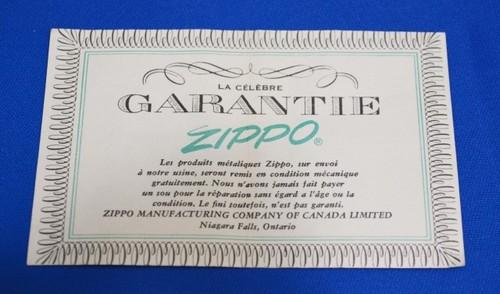 LA CÉLÈBRE
GARANTIE
ZIPPO®
Les produits métaliques Zippo, sur envoi
à notre usine, seront remis en condition mécanique
gratuitement. Nous n'avons jamais fait payer
un sou pour la réparation sans égard a l'âge ou la
condition. Le fini toutefois, n'est pas garanti.
ZIPPO MANUFACTURING COMPANY OF CANADA LIMITED
Niagara Falls, Ontario